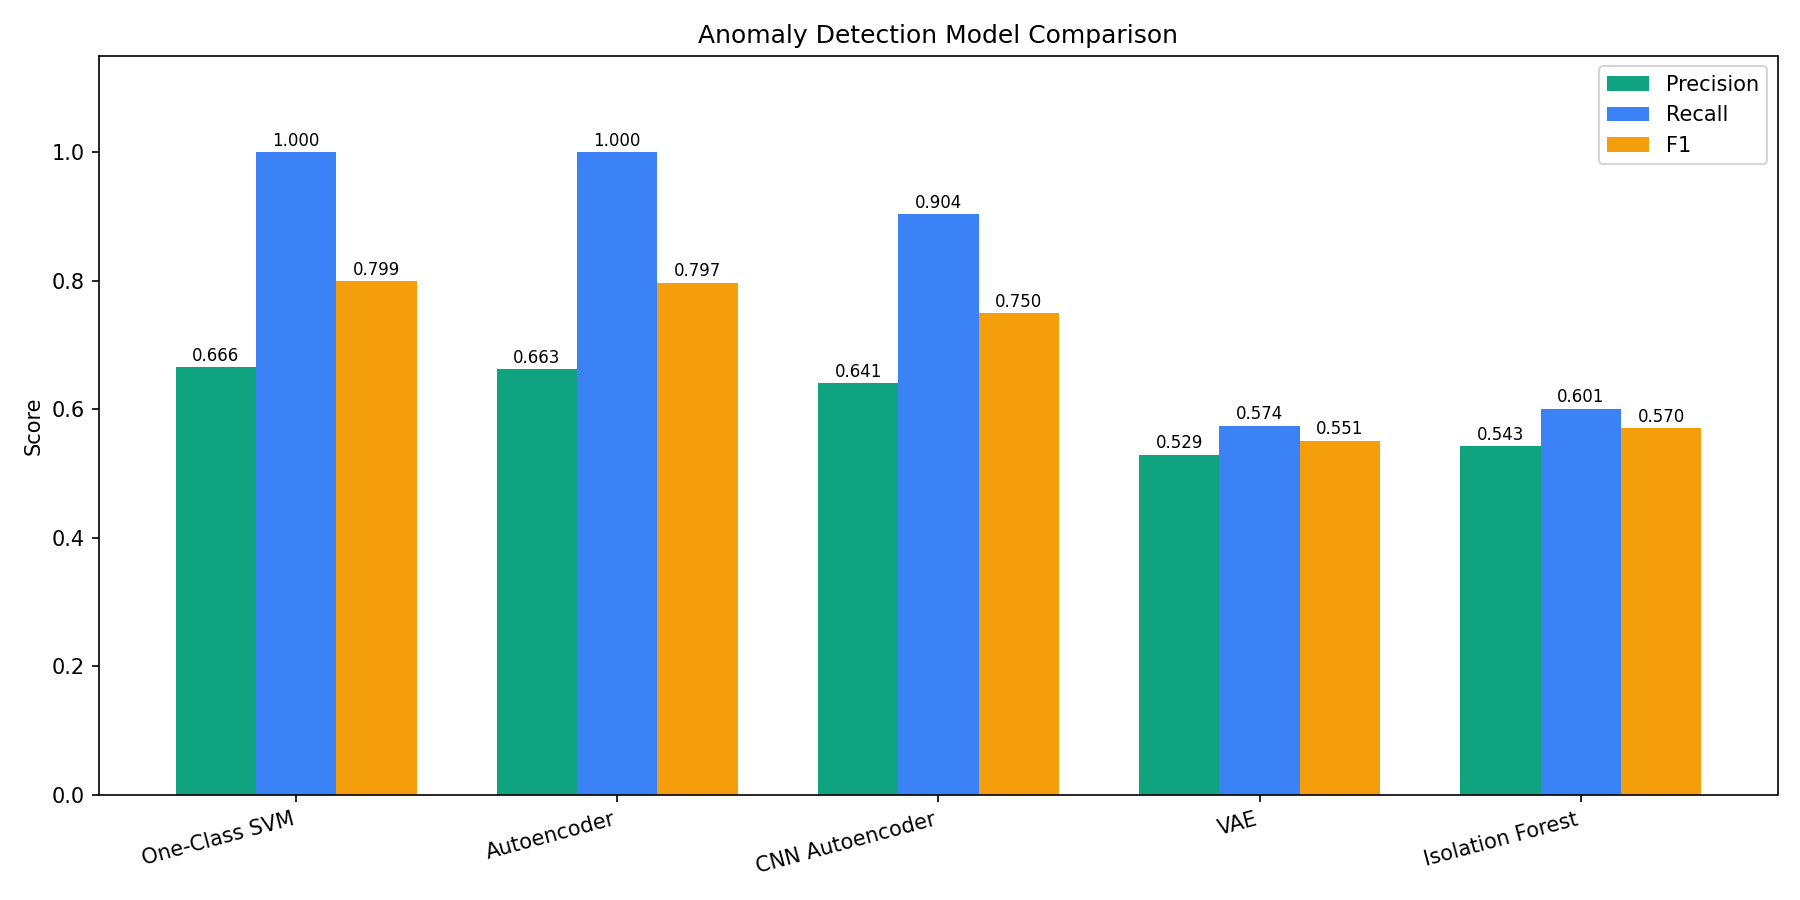 Anomaly Detection Model Comparison
Precision
Recall
F1
Score
1.0
0.8
0.6
0.4
0.2
0.0
0.666
1.000
0.799
0.663
1.000
0.797
0.641
0.904
0.750
0.529
0.574
0.551
0.543
0.601
0.570
One-Class SVM
Autoencoder
CNN Autoencoder
VAE
Isolation Forest